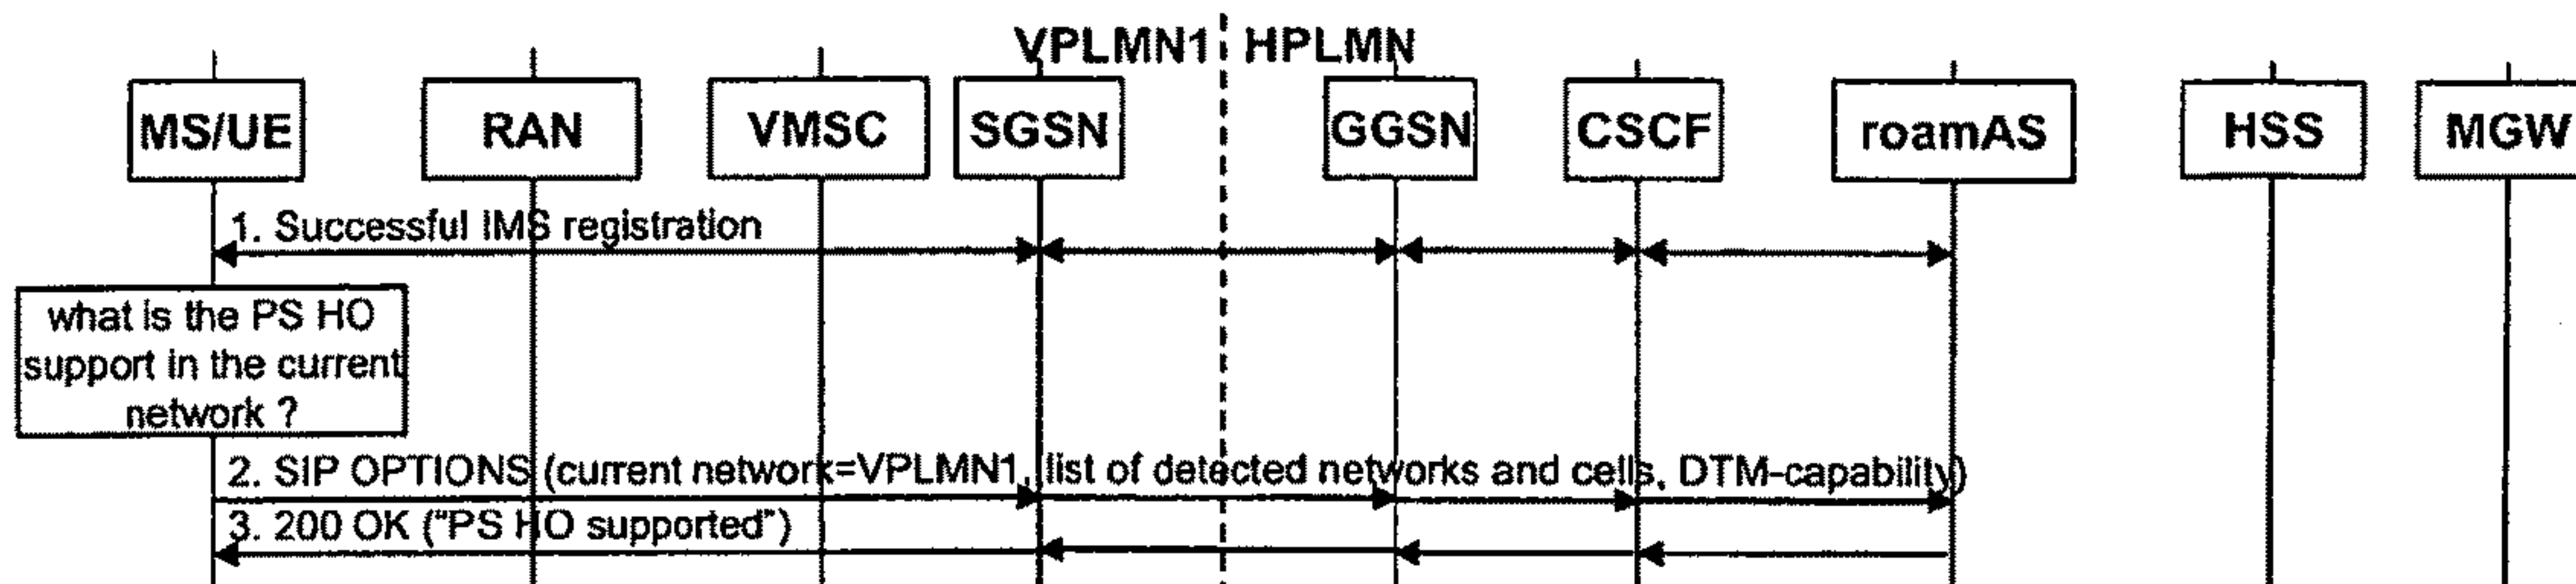 VPLMN1 HPLMN
MS/UE RAN VMSC SGSN GGSN CSCF roamAS HSS MGW
1. Successful IMS registration
what is the PS HO
support in the current
network ?
2. SIP OPTIONS (current network=VPLMN1, list of detected networks and cells, DTM-capability)
3. 200 OK ("PS HO supported")